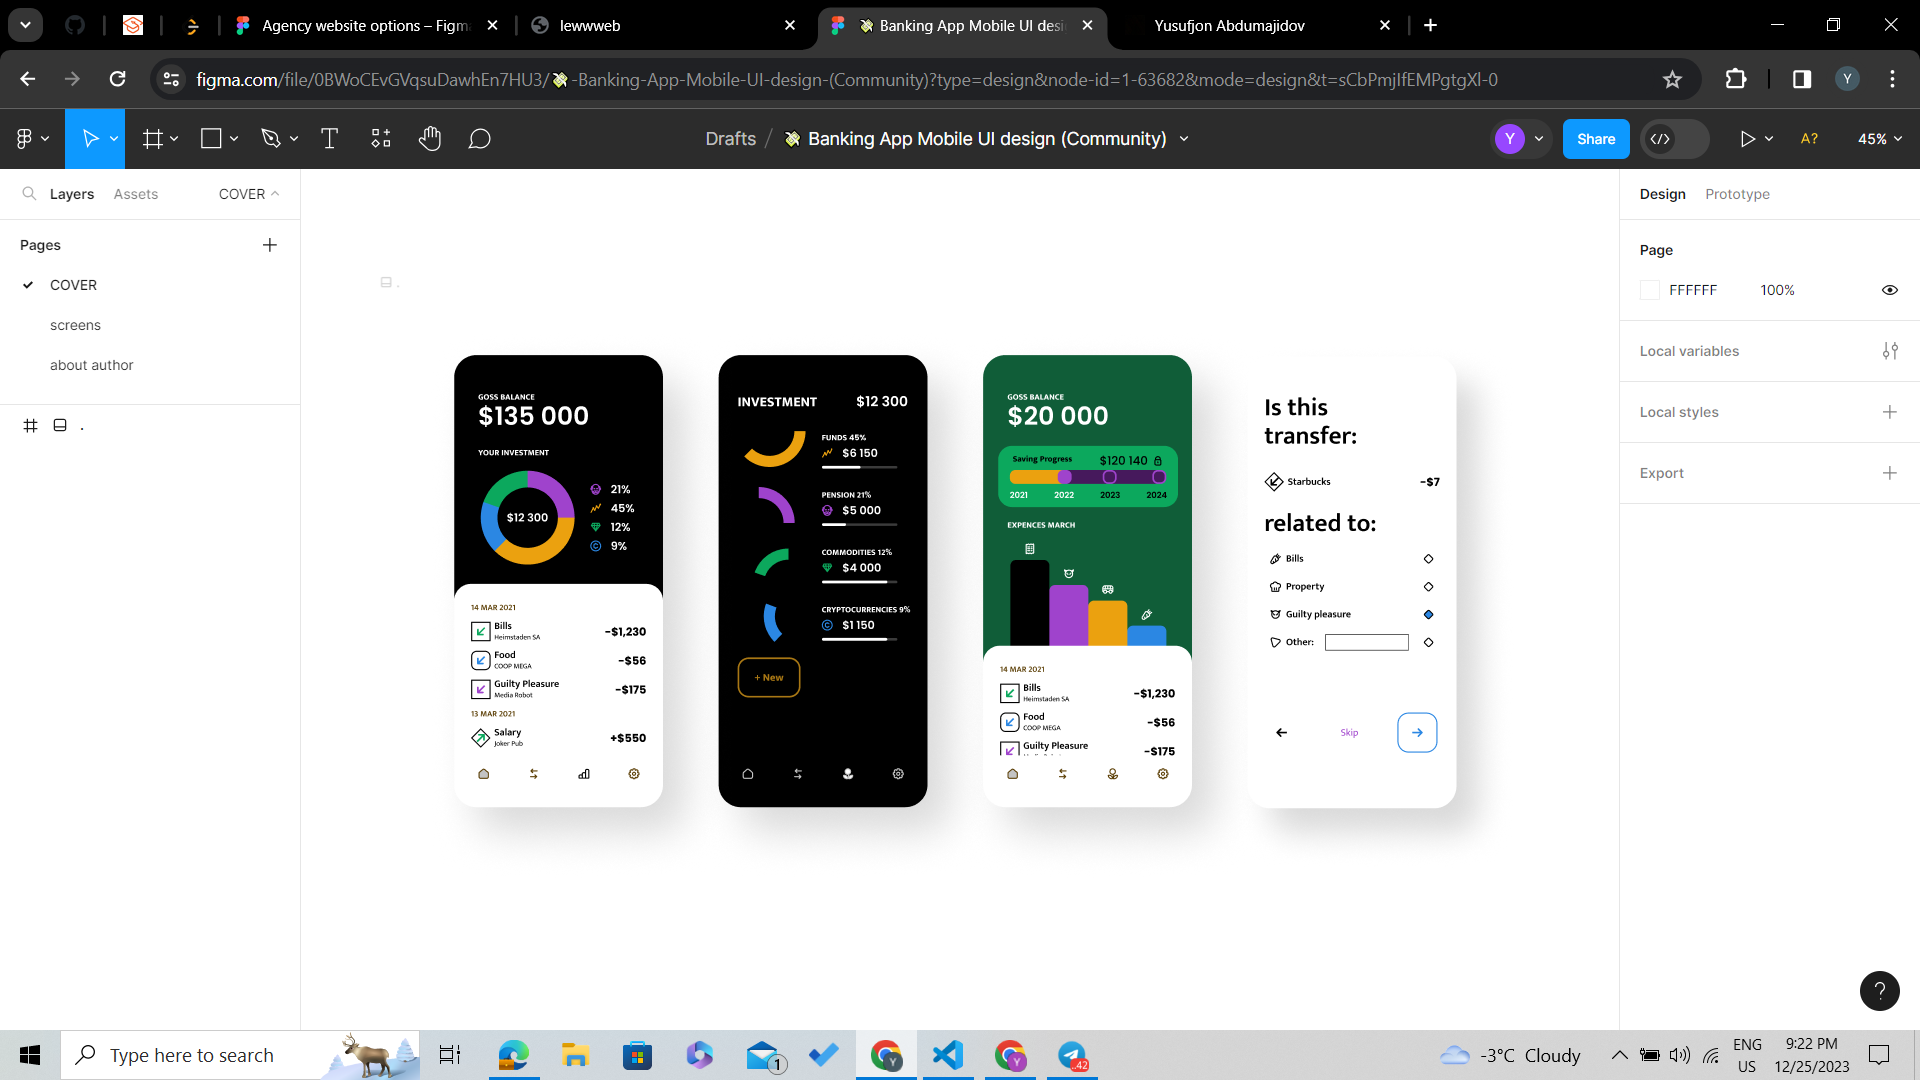 Agency website options – Figma
lewwweb
Banking App Mobile UI desi
Yusufjon Abdumajidov
figma.com/file/0BWoCEvGVqsuDawhEn7HU3/💸-Banking-App-Mobile-UI-design-(Community)?type=design&node-id=1-63682&mode=design&t=sCbPmjIfEMPgtgXl-0
Y
Drafts / 💸 Banking App Mobile UI design (Community)
Y
Share
A?
45%
Layers
Assets
COVER
Pages
COVER
screens
about author
.
Design
Prototype
Page
FFFFFF
100%
Local variables
Local styles
Export
.
GOSS BALANCE
$135 000
YOUR INVESTMENT
$12 300
21%
45%
12%
9%
14 MAR 2021
Bills
Heimstaden SA
-$1,230
Food
COOP MEGA
-$56
Guilty Pleasure
Media Robot
-$175
13 MAR 2021
Salary
Joker Pub
+$550
INVESTMENT
$12 300
FUNDS 45%
$6 150
PENSION 21%
$5 000
COMMODITIES 12%
$4 000
CRYPTOCURRENCIES 9%
$1 150
+ New
GOSS BALANCE
$20 000
Saving Progress
$120 140
2021
2022
2023
2024
EXPENCES MARCH
14 MAR 2021
Bills
Heimstaden SA
-$1,230
Food
COOP MEGA
-$56
Guilty Pleasure
-$175
Is this
transfer:
Starbucks
-$7
related to:
Bills
Property
Guilty pleasure
Other:
Skip
?
Type here to search
1
Y
Y
..42
-3°C Cloudy
ENG
US
9:22 PM
12/25/2023